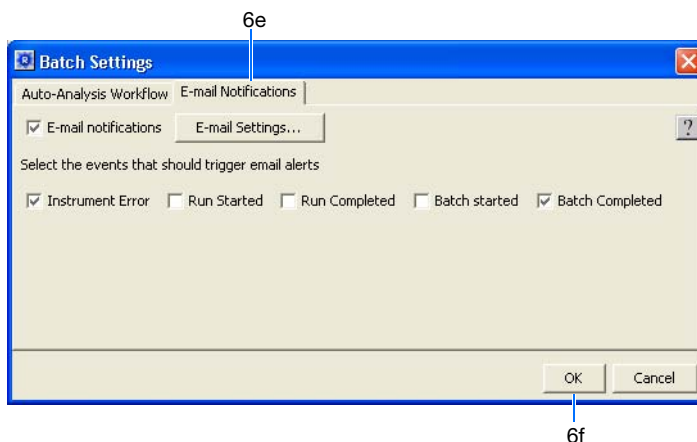 6e
Batch Settings
Auto-Analysis Workflow E-mail Notifications
E-mail notifications E-mail Settings... ?
Select the events that should trigger email alerts
Instrument Error Run Started Run Completed Batch started Batch Completed
OK Cancel
6f